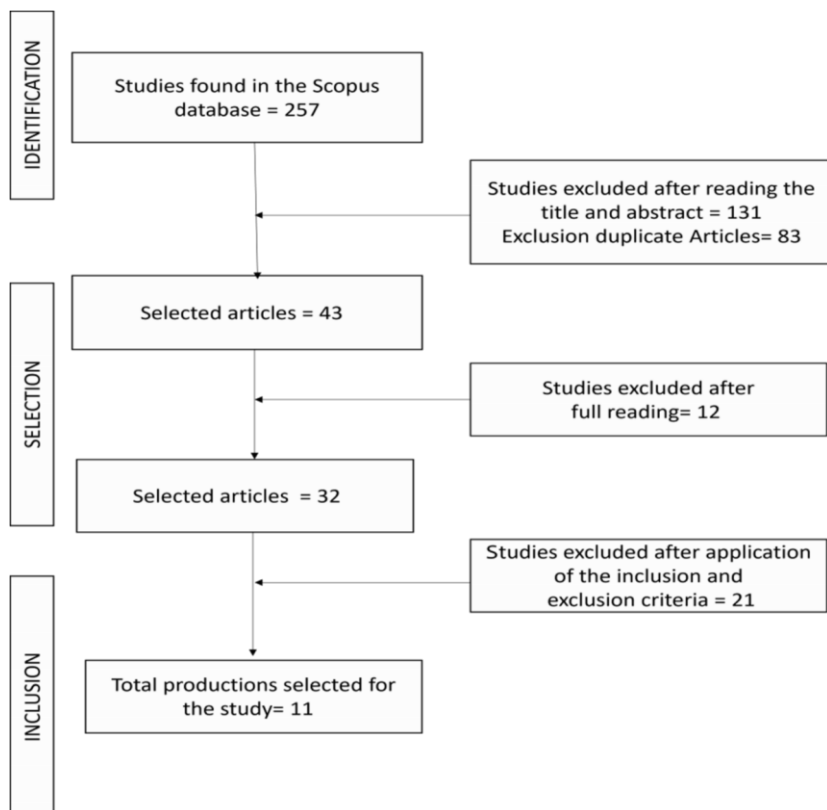 IDENTIFICATION
Studies found in the Scopus
database = 257
Studies excluded after reading the
title and abstract = 131
Exclusion duplicate Articles= 83
SELECTION
Selected articles = 43
Studies excluded after
full reading= 12
Selected articles = 32
Studies excluded after application
of the inclusion and
exclusion criteria = 21
INCLUSION
Total productions selected for
the study= 11